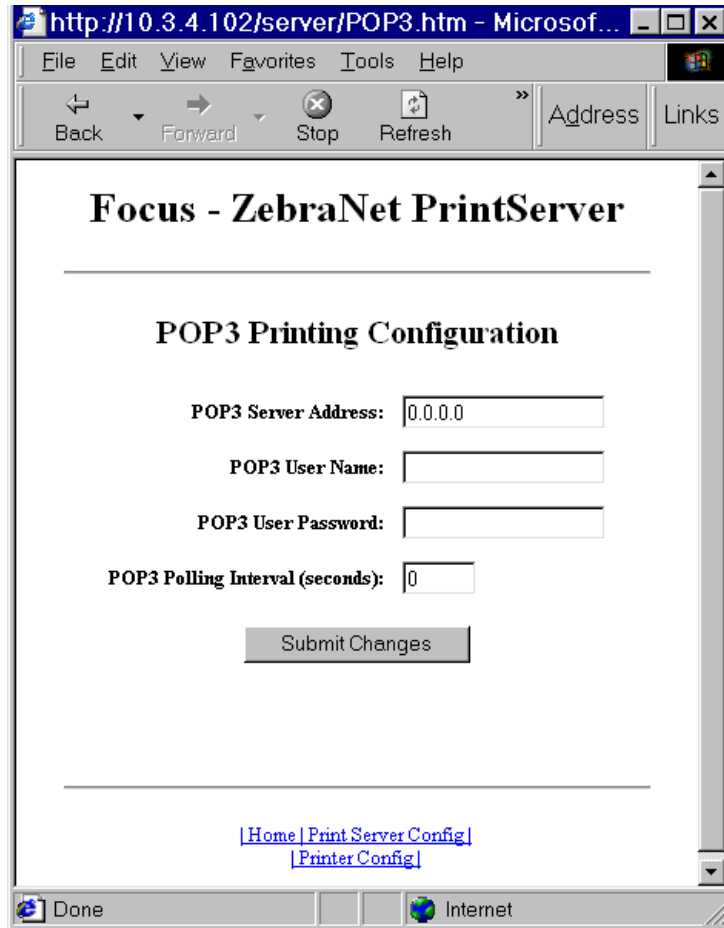 http://10.3.4.102/server/POP3.htm - Microsof...
File Edit View Favorites Tools Help
Back Forward Stop Refresh » Address Links
Focus - ZebraNet PrintServer
POP3 Printing Configuration
POP3 Server Address: 0.0.0.0
POP3 User Name:
POP3 User Password:
POP3 Polling Interval (seconds): 0
Submit Changes
| Home | Print Server Config |
| Printer Config |
Done Internet